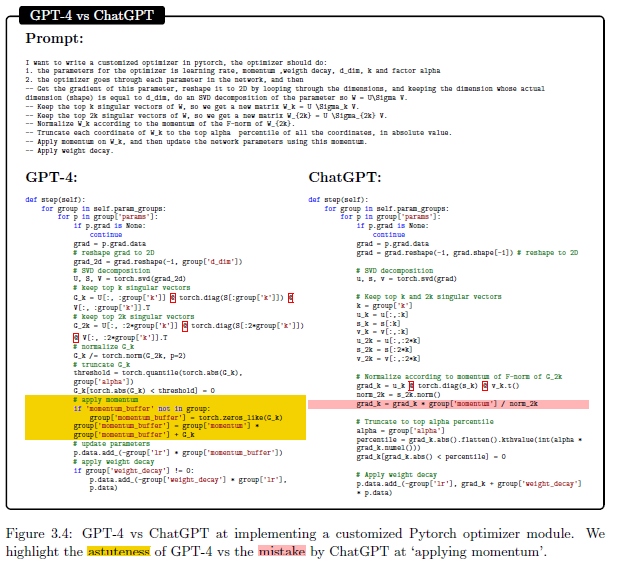 GPT-4 vs ChatGPT
Prompt:
I want to write a customized optimizer in pytorch, the optimizer should do:
1. the parameters for the optimizer is learning rate, momentum ,weigth decay, d_dim, k and factor alpha
2. the optimizer goes through each parameter in the network, and then
-- Get the gradient of this parameter, reshape it to 2D by looping through the dimensions, and keeping the dimension whose actual
dimension (shape) is equal to d_dim, do an SVD decomposition of the parameter so W = U\Sigma V.
-- Keep the top k singular vectors of W, so we get a new matrix W_k = U \Sigma_k V.
-- Keep the top 2k singular vectors of W, so we get a new matrix W_{2k} = U \Sigma_{2k} V.
-- Normalize W_k according to the momentum of the F-norm of W_{2k}.
-- Truncate each coordinate of W_k to the top alpha percentile of all the coordinates, in absolute value.
-- Apply momentum on W_k, and then update the network parameters using this momentum.
-- Apply weight decay.
GPT-4:
def step(self):
for group in self.param_groups:
for p in group['params']:
if p.grad is None:
continue
grad = p.grad.data
# reshape grad to 2D
grad_2d = grad.reshape(-1, group['d_dim'])
# SVD decomposition
U, S, V = torch.svd(grad_2d)
# keep top k singular vectors
G_k = U[:, :group['k']] @ torch.diag(S[:group['k']]) @
V[:, :group['k']].T
# keep top 2k singular vectors
G_2k = U[:, :2*group['k']] @ torch.diag(S[:2*group['k']])
@ V[:, :2*group['k']].T
# normalize G_k
G_k /= torch.norm(G_2k, p=2)
# truncate G_k
threshold = torch.quantile(torch.abs(G_k),
group['alpha'])
G_k[torch.abs(G_k) < threshold] = 0
# apply momentum
if 'momentum_buffer' not in group:
group['momentum_buffer'] = torch.zeros_like(G_k)
group['momentum_buffer'] = group['momentum'] *
group['momentum_buffer'] + G_k
# update parameters
p.data.add_(-group['lr'] * group['momentum_buffer'])
# apply weight decay
if group['weight_decay'] != 0:
p.data.add_(-group['weight_decay'] * group['lr'],
p.data)
ChatGPT:
def step(self):
for group in self.param_groups:
for p in group['params']:
if p.grad is None:
continue
grad = p.grad.data
grad = grad.reshape(-1, grad.shape[-1]) # reshape to 2D
# SVD decomposition
u, s, v = torch.svd(grad)
# Keep top k and 2k singular vectors
k = group['k']
u_k = u[:,:k]
s_k = s[:k]
v_k = v[:,:k]
u_2k = u[:,:2*k]
s_2k = s[:2*k]
v_2k = v[:,:2*k]
# Normalize according to momentum of F-norm of G_2k
grad_k = u_k @ torch.diag(s_k) @ v_k.t()
norm_2k = s_2k.norm()
grad_k = grad_k * group['momentum'] / norm_2k
# Truncate to top alpha percentile
alpha = group['alpha']
percentile = grad_k.abs().flatten().kthvalue(int(alpha *
grad_k.numel()))
grad_k[grad_k.abs() < percentile] = 0
# Apply weight decay
p.data.add_(-group['lr'], grad_k + group['weight_decay']
* p.data)
Figure 3.4: GPT-4 vs ChatGPT at implementing a customized Pytorch optimizer module. We
highlight the astuteness of GPT-4 vs the mistake by ChatGPT at 'applying momentum'.